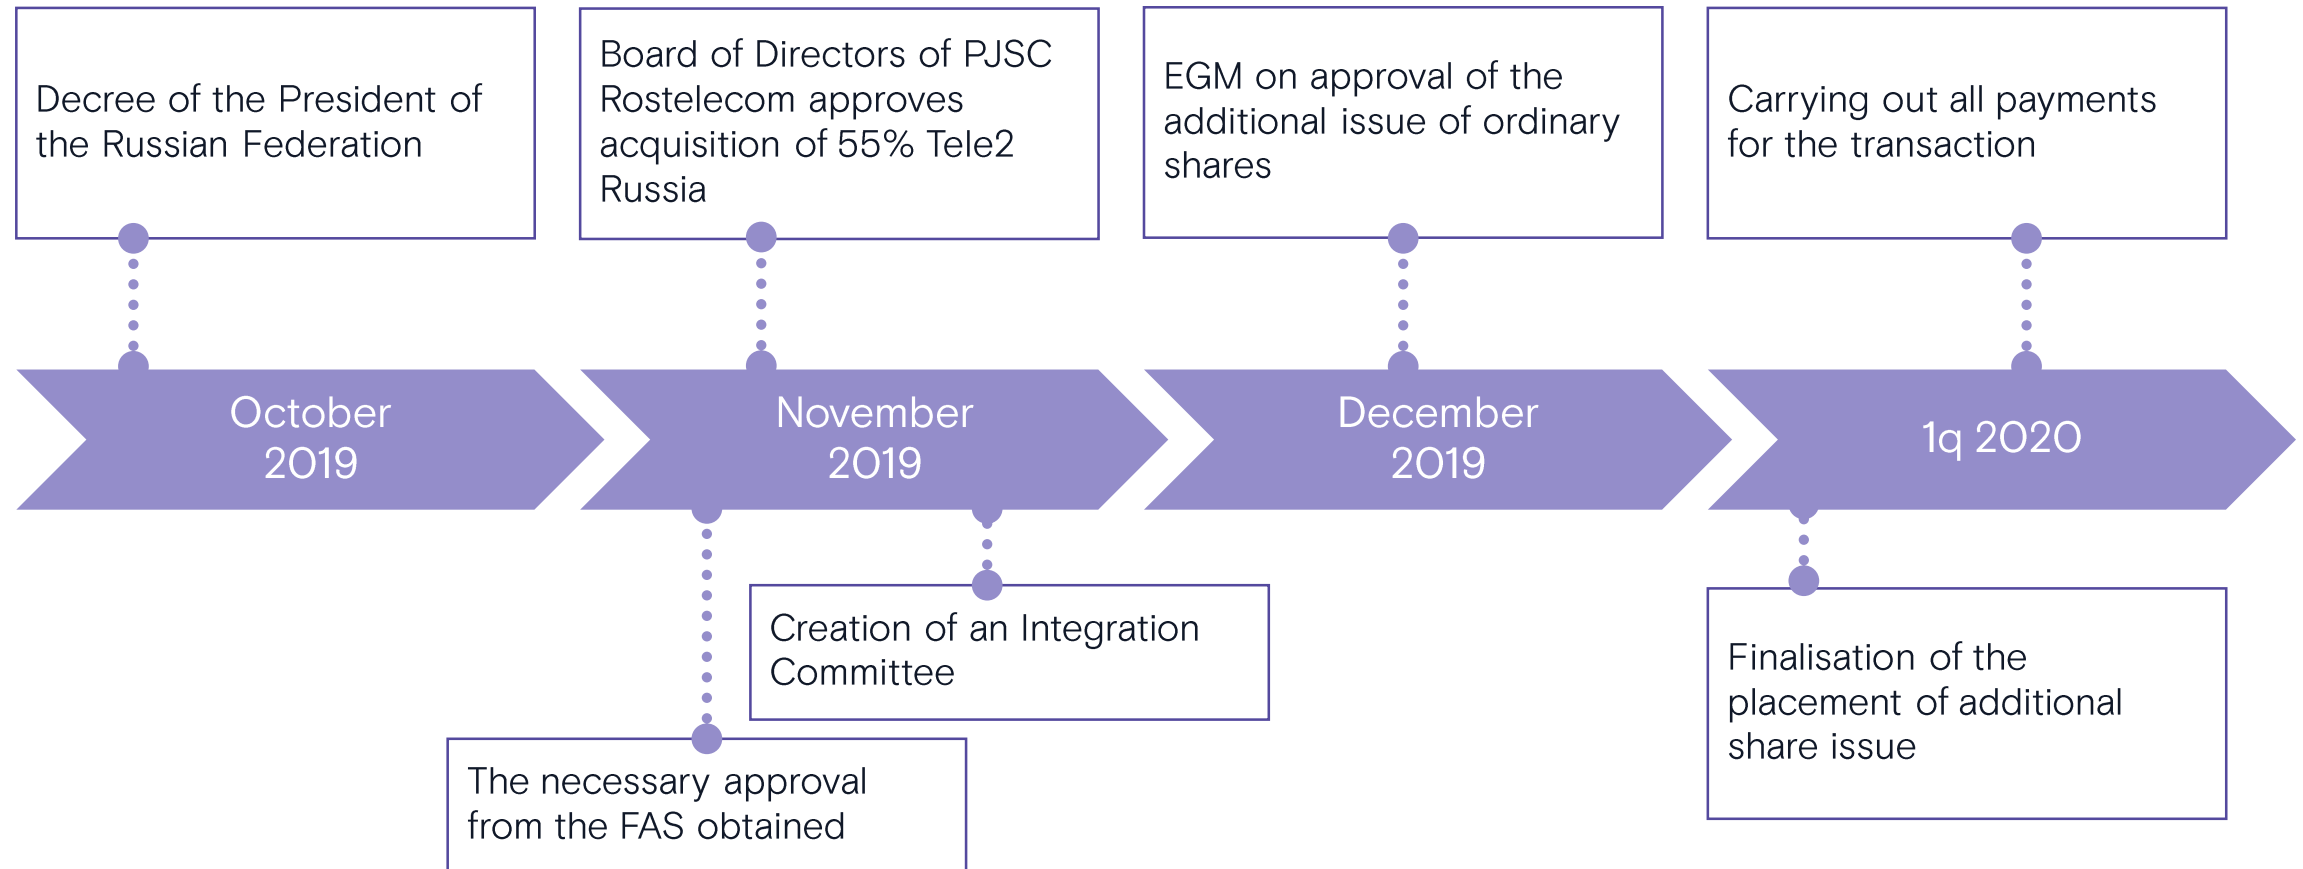 Decree of the President of
the Russian Federation
Board of Directors of PJSC
Rostelecom approves
acquisition of 55% Tele2
Russia
EGM on approval of the
additional issue of ordinary
shares
Carrying out all payments
for the transaction
October
2019
November
2019
December
2019
1q 2020
Creation of an Integration
Committee
The necessary approval
from the FAS obtained
Finalisation of the
placement of additional
share issue